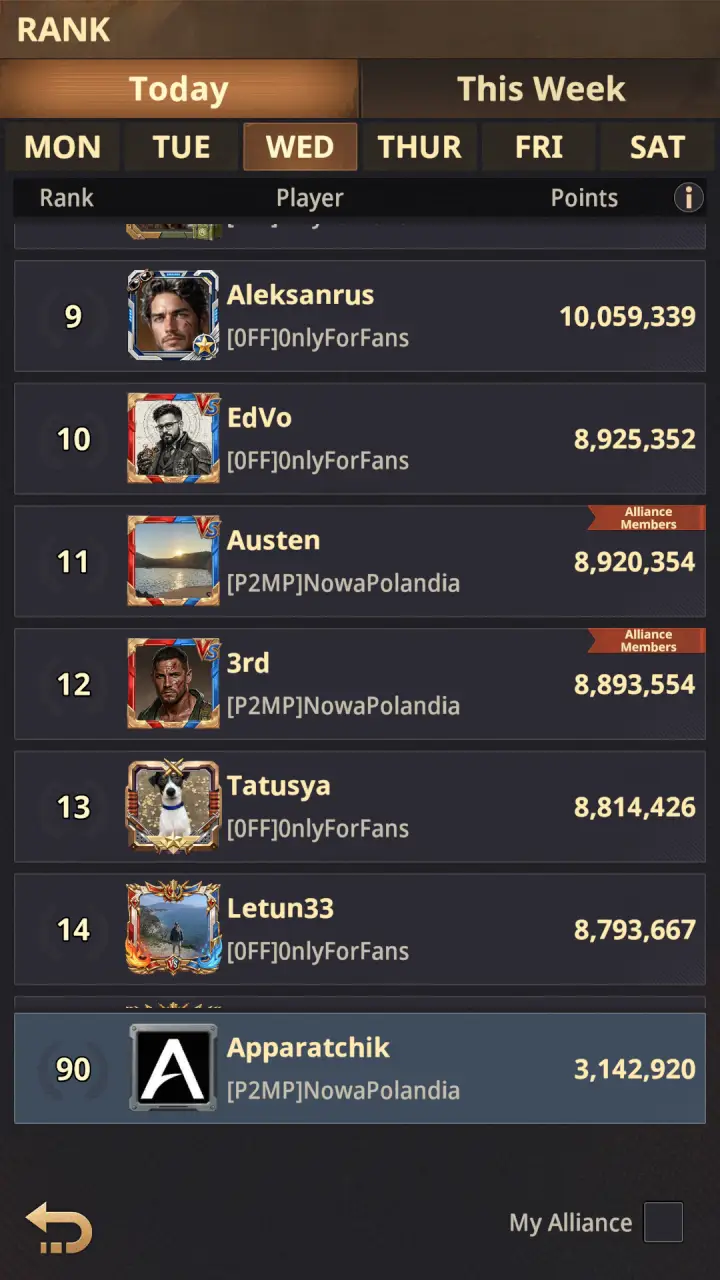 RANK
Today
This Week
MON
TUE
WED
THUR
FRI
SAT
Rank
Player
Points
9
Aleksanrus
[0FF]0nlyForFans
10,059,339
10
EdVo
[0FF]0nlyForFans
8,925,352
Alliance
Members
11
Austen
[P2MP]NowaPolandia
8,920,354
Alliance
Members
12
3rd
[P2MP]NowaPolandia
8,893,554
13
Tatusya
[0FF]0nlyForFans
8,814,426
14
Letun33
[0FF]0nlyForFans
8,793,667
90
Apparatchik
[P2MP]NowaPolandia
3,142,920
My Alliance